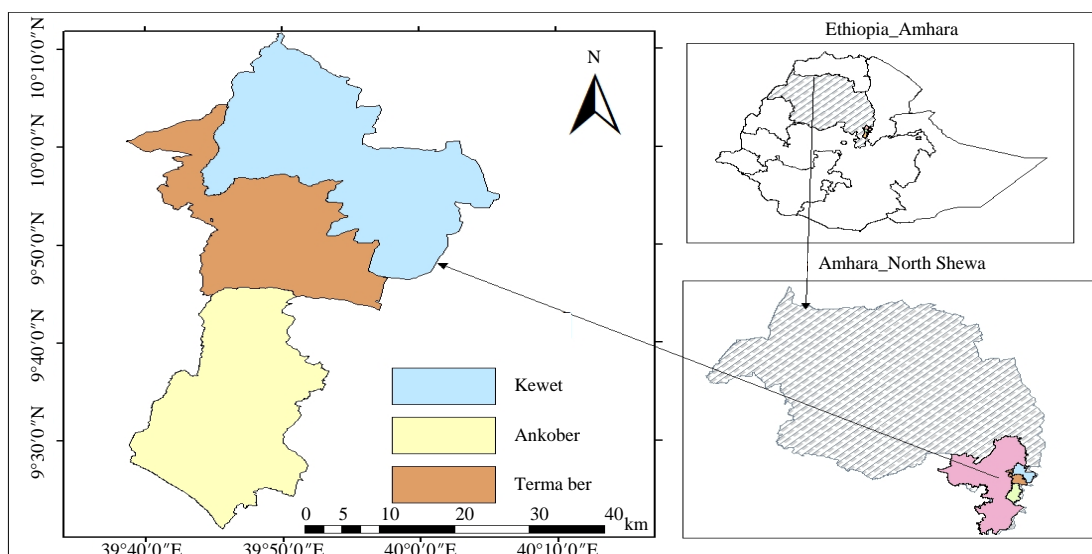 Ethiopia_Amhara
Amhara_North Shewa
N
10°10'0"N
10°0'0"N
9°50'0"N
9°40'0"N
9°30'0"N
Kewet
Ankober
Terma ber
0 5 10 20 30 40 km
39°40'0"E 39°50'0"E 40°0'0"E 40°10'0"E